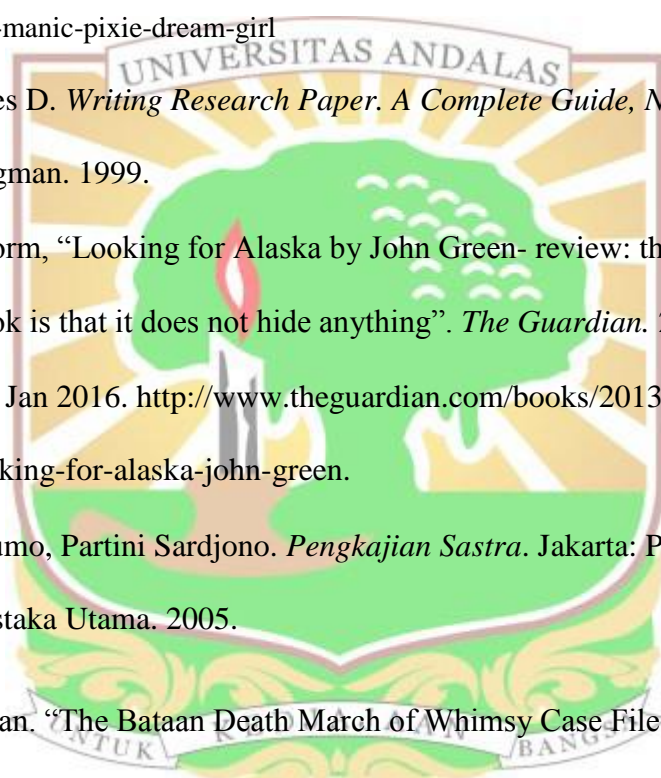 -manic-pixie-dream-girl
UNIVERSITAS ANDALAS
es D. Writing Research Paper. A Complete Guide, N
gman. 1999.
orm, “Looking for Alaska by John Green- review: th
ok is that it does not hide anything”. The Guardian.
Jan 2016. http://www.theguardian.com/books/2013
king-for-alaska-john-green.
umo, Partini Sardjono. Pengkajian Sastra. Jakarta: P
staka Utama. 2005.
an. “The Bataan Death March of Whimsy Case File
UNTUK BANGSA